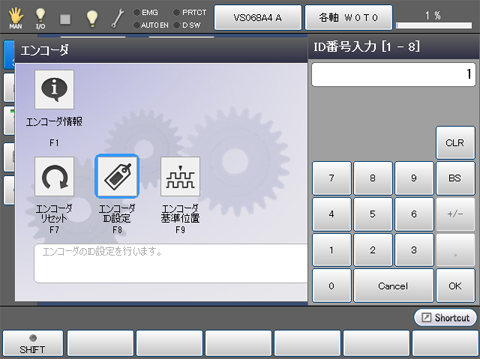 MAN
I/O
EMG
PRTCT
AUTO EN
D SW
VS068A4 A
各軸 W0T0
1 %
エンコーダ
ID番号入力 [1 - 8]
1
エンコーダ情報
F1
CLR
7
8
9
BS
エンコーダ
リセット
F7
エンコーダ
ID設定
F8
エンコーダ
基準位置
F9
4
5
6
+/-
エンコーダのID設定を行います。
1
2
3
.
0
Cancel
OK
Shortcut
SHIFT